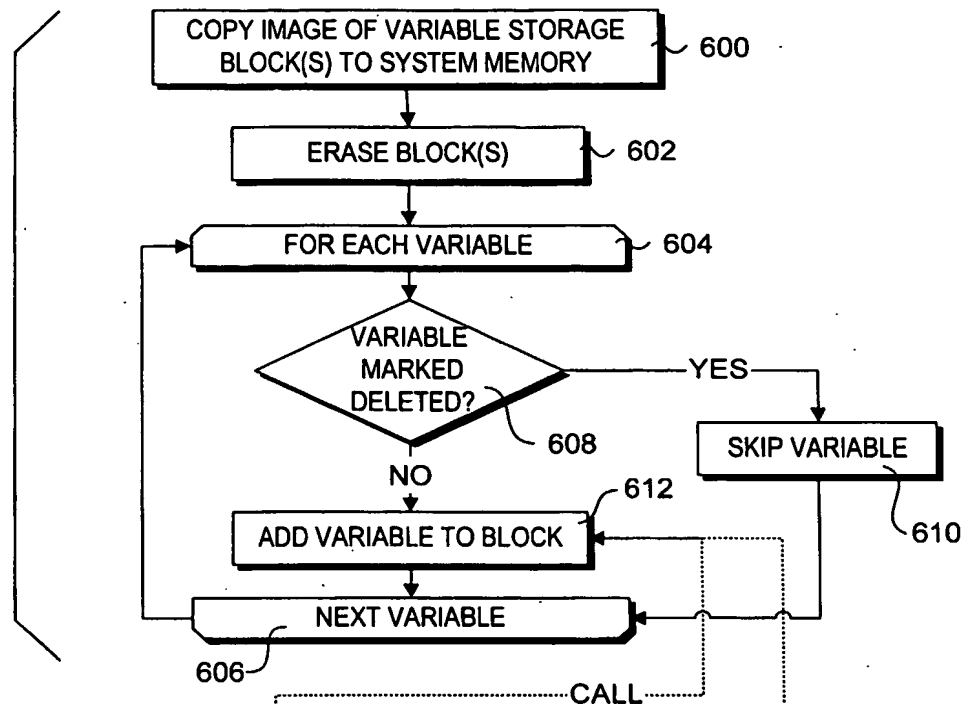 COPY IMAGE OF VARIABLE STORAGE
BLOCK(S) TO SYSTEM MEMORY
600
ERASE BLOCK(S)
602
FOR EACH VARIABLE
604
VARIABLE
MARKED
DELETED?
608
YES
SKIP VARIABLE
610
NO
612
ADD VARIABLE TO BLOCK
NEXT VARIABLE
606
CALL